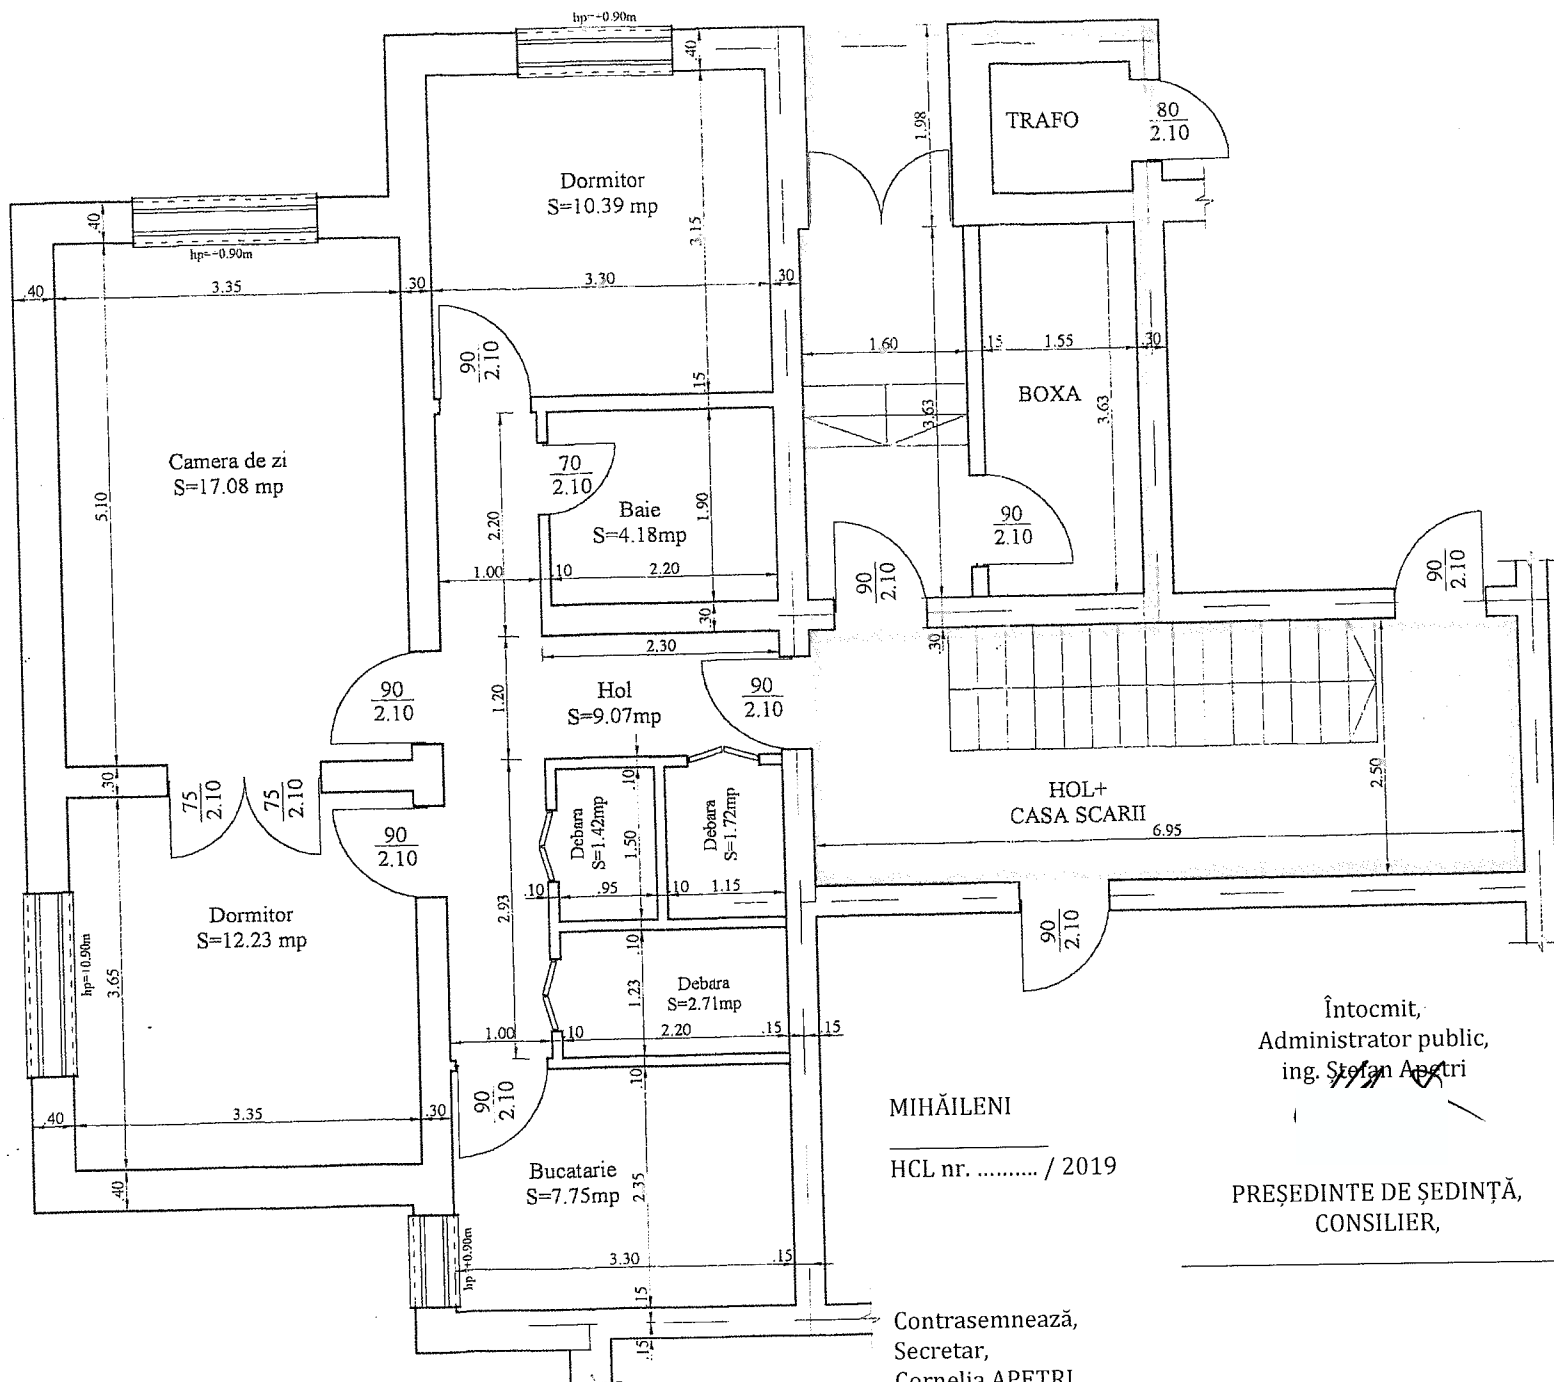 hp=+0.90m
.40
TRAFO
80
2.10
1.98
Dormitor
S=10.39 mp
3.15
.40
hp=+0.90m
.40
3.35
.30
3.30
.30
90
2.10
.15
1.60
.15
1.55
.30
BOXA
3.63
3.63
Camera de zi
S=17.08 mp
5.10
70
2.10
Baie
S=4.18mp
1.90
2.20
1.00
10
2.20
90
2.10
90
2.10
90
2.10
.30
.30
2.30
Hol
S=9.07mp
1.20
90
2.10
90
2.10
.30
75
2.10
75
2.10
90
2.10
.10
Debara
S=1.42mp
1.50
Debara
S=1.72mp
HOL+
CASA SCARII
6.95
2.50
10
.95
10
1.15
2.93
Dormitor
S=12.23 mp
hp=+0.90m
3.65
.10
1.23
Debara
S=2.71mp
1.00
10
2.20
.15
.15
90
2.10
.10
.40
3.35
.30
90
2.10
.40
Bucatarie
S=7.75mp
2.35
hp=+0.90m
3.30
.15
.15
.15
Întocmit,
Administrator public,
ing. Ștefan Apetri
MIHĂILENI
HCL nr. .......... / 2019
PREȘEDINTE DE ȘEDINȚĂ,
CONSILIER,
Contrasemnează,
Secretar,
Cornelia APETRI